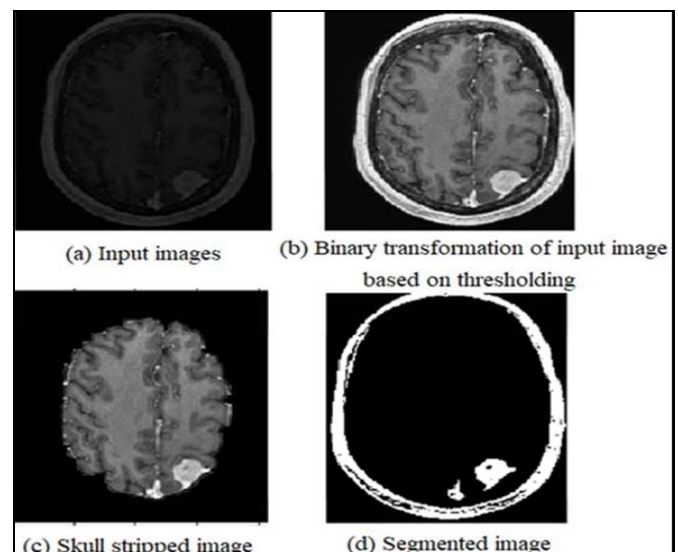 (a) Input images
(b) Binary transformation of input image
based on thresholding
(c) Skull stripped image
(d) Segmented image